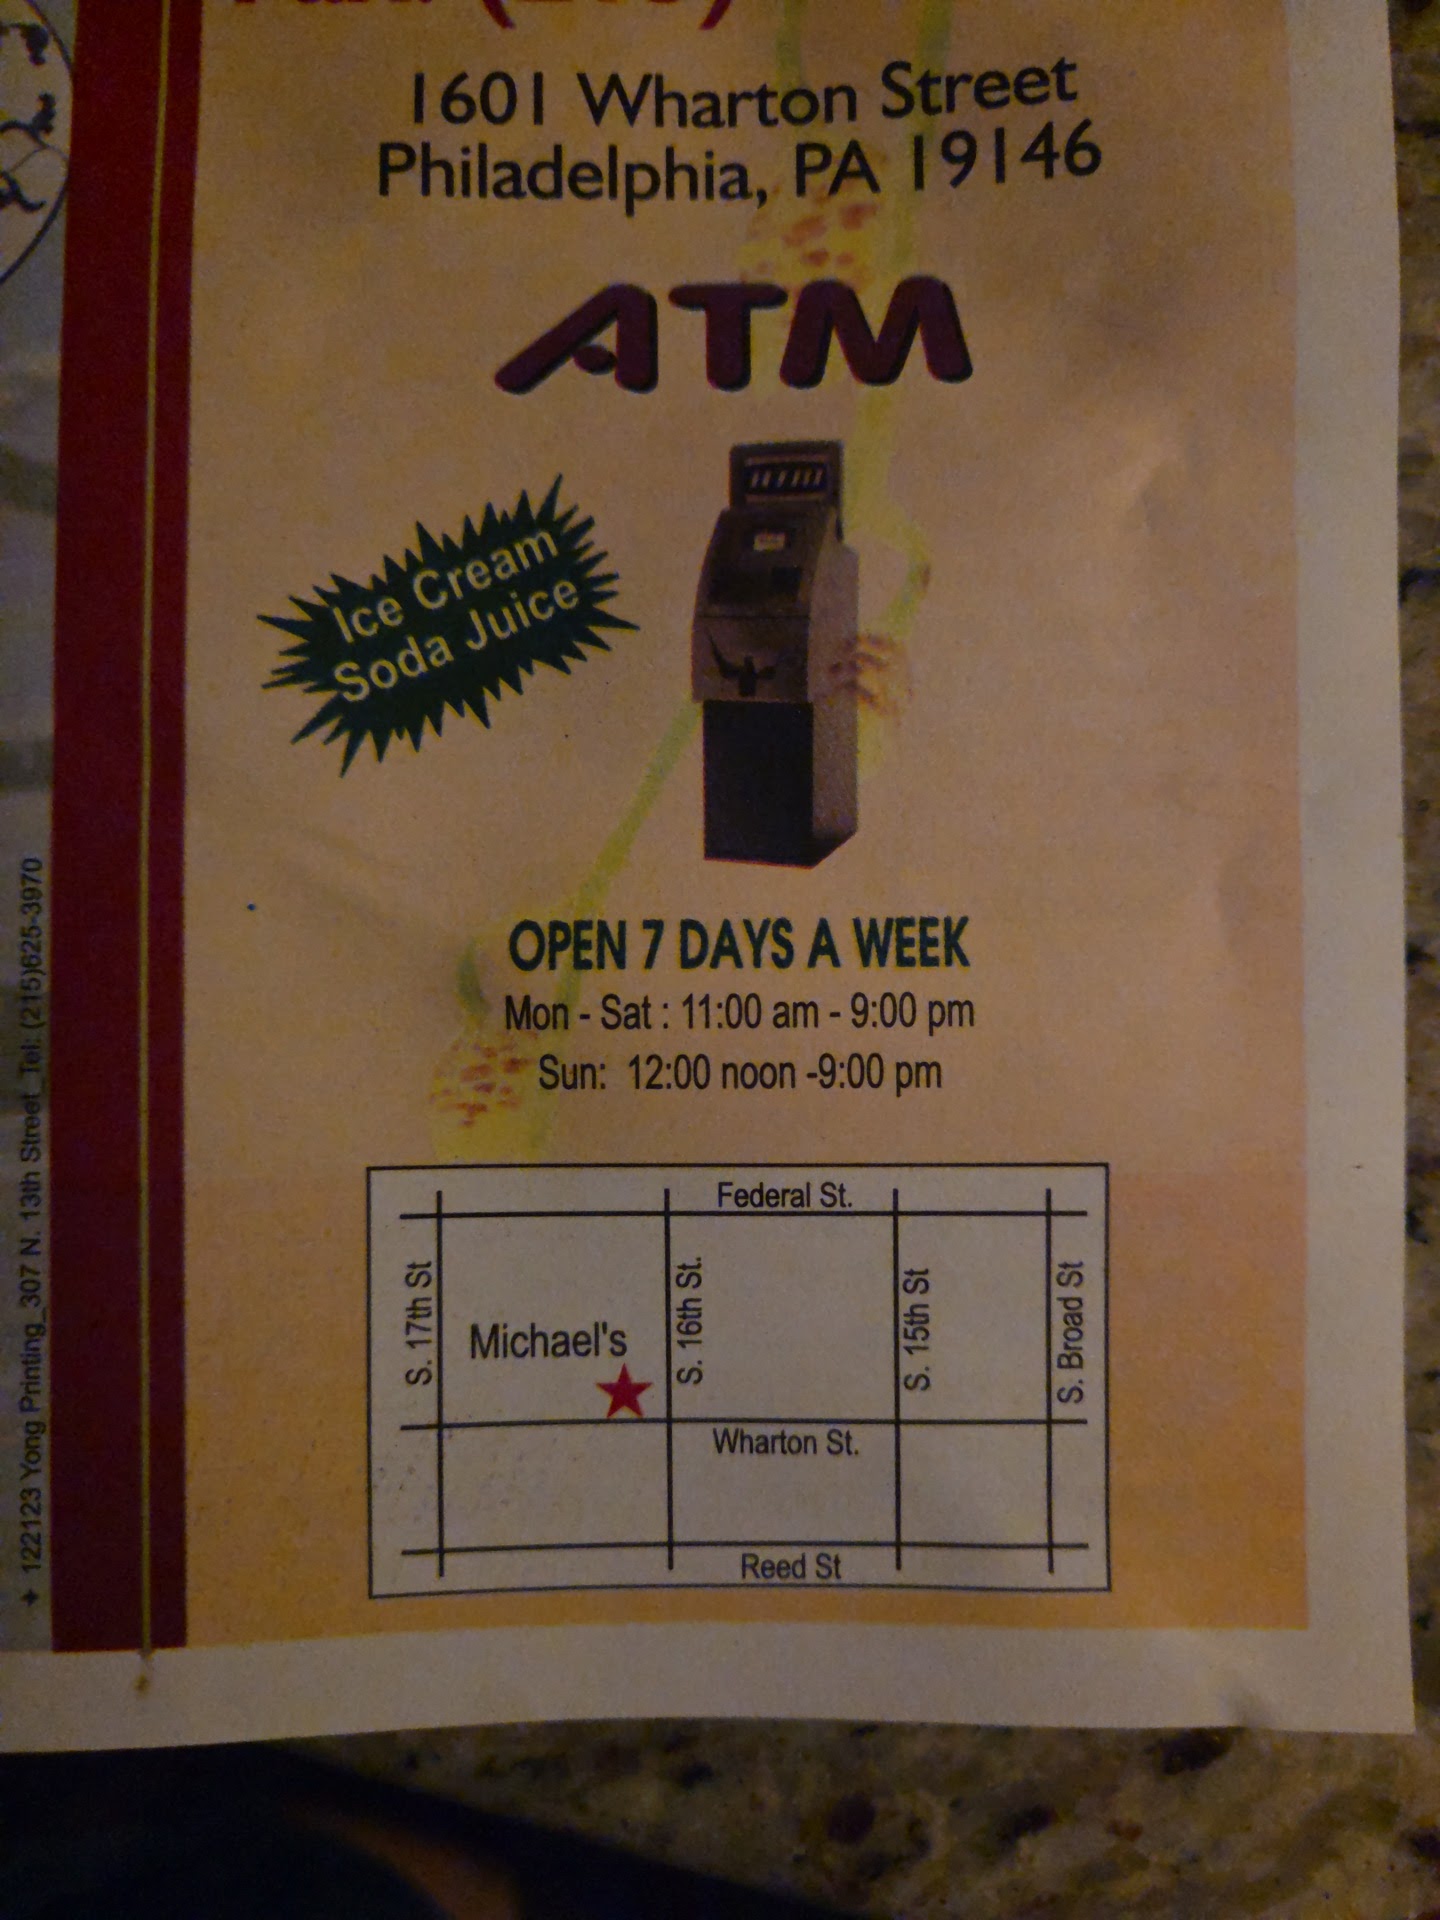 1601 Wharton Street
Philadelphia, PA 19146
ATM
Ice Cream
Soda Juice
OPEN 7 DAYS A WEEK
Mon - Sat : 11:00 am - 9:00 pm
Sun: 12:00 noon -9:00 pm
Federal St.
S. 17th St
S. 16th St.
S. 15th St
S. Broad St
Michael's
Wharton St.
Reed St
+ 122123 Yong Printing_307 N. 13th Street_Tel: (215)625-3970